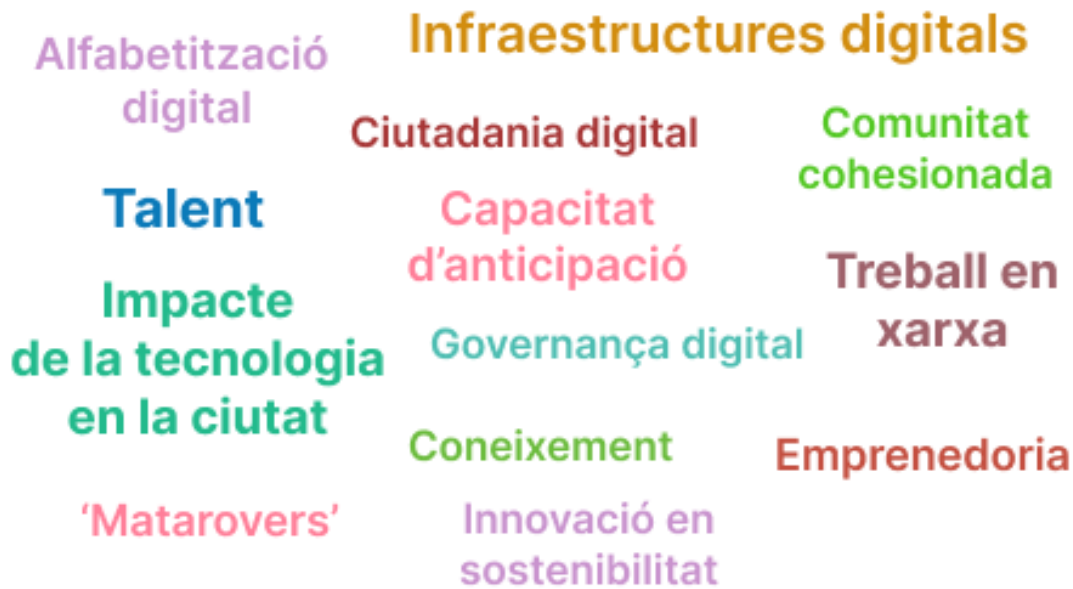 Infraestructures digitals
Alfabetització
digital
Ciutadania digital
Comunitat
cohesionada
Talent
Capacitat
d’anticipació
Treball en
xarxa
Impacte
de la tecnologia
en la ciutat
Governança digital
Coneixement
Emprenedoria
‘Matarovers’
Innovació en
sostenibilitat